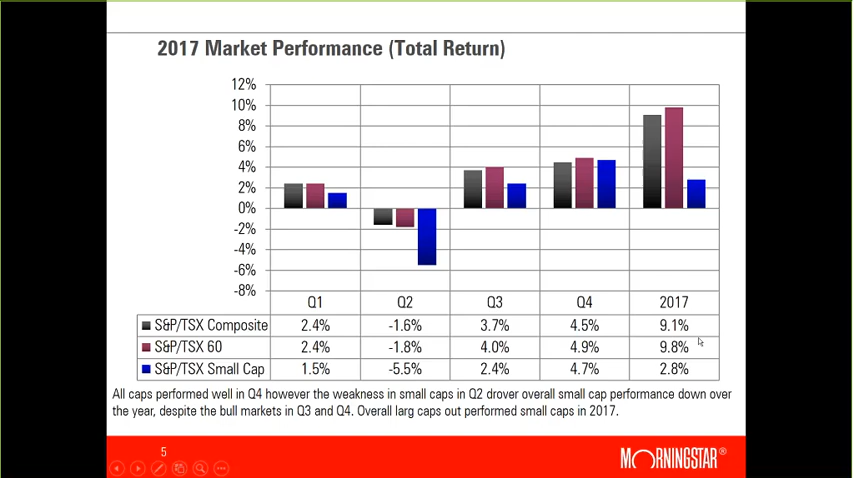 2017 Market Performance (Total Return)
12%
10%
8%
6%
4%
2%
0%
-2%
-4%
-6%
-8%
Q1 Q2 Q3 Q4 2017
S&P/TSX Composite 2.4% -1.6% 3.7% 4.5% 9.1%
S&P/TSX 60 2.4% -1.8% 4.0% 4.9% 9.8%
S&P/TSX Small Cap 1.5% -5.5% 2.4% 4.7% 2.8%
All caps performed well in Q4 however the weakness in small caps in Q2 drover overall small cap performance down over
the year, despite the bull markets in Q3 and Q4. Overall larg caps out performed small caps in 2017.
5
MORNINGSTAR®